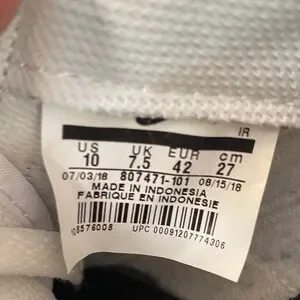 IR
US UK EUR cm
10 7.5 42 27
07/03/18 807471-101 08/15/18
MADE IN INDONESIA
FABRIQUE EN INDONESIE
UPC 00091207774306